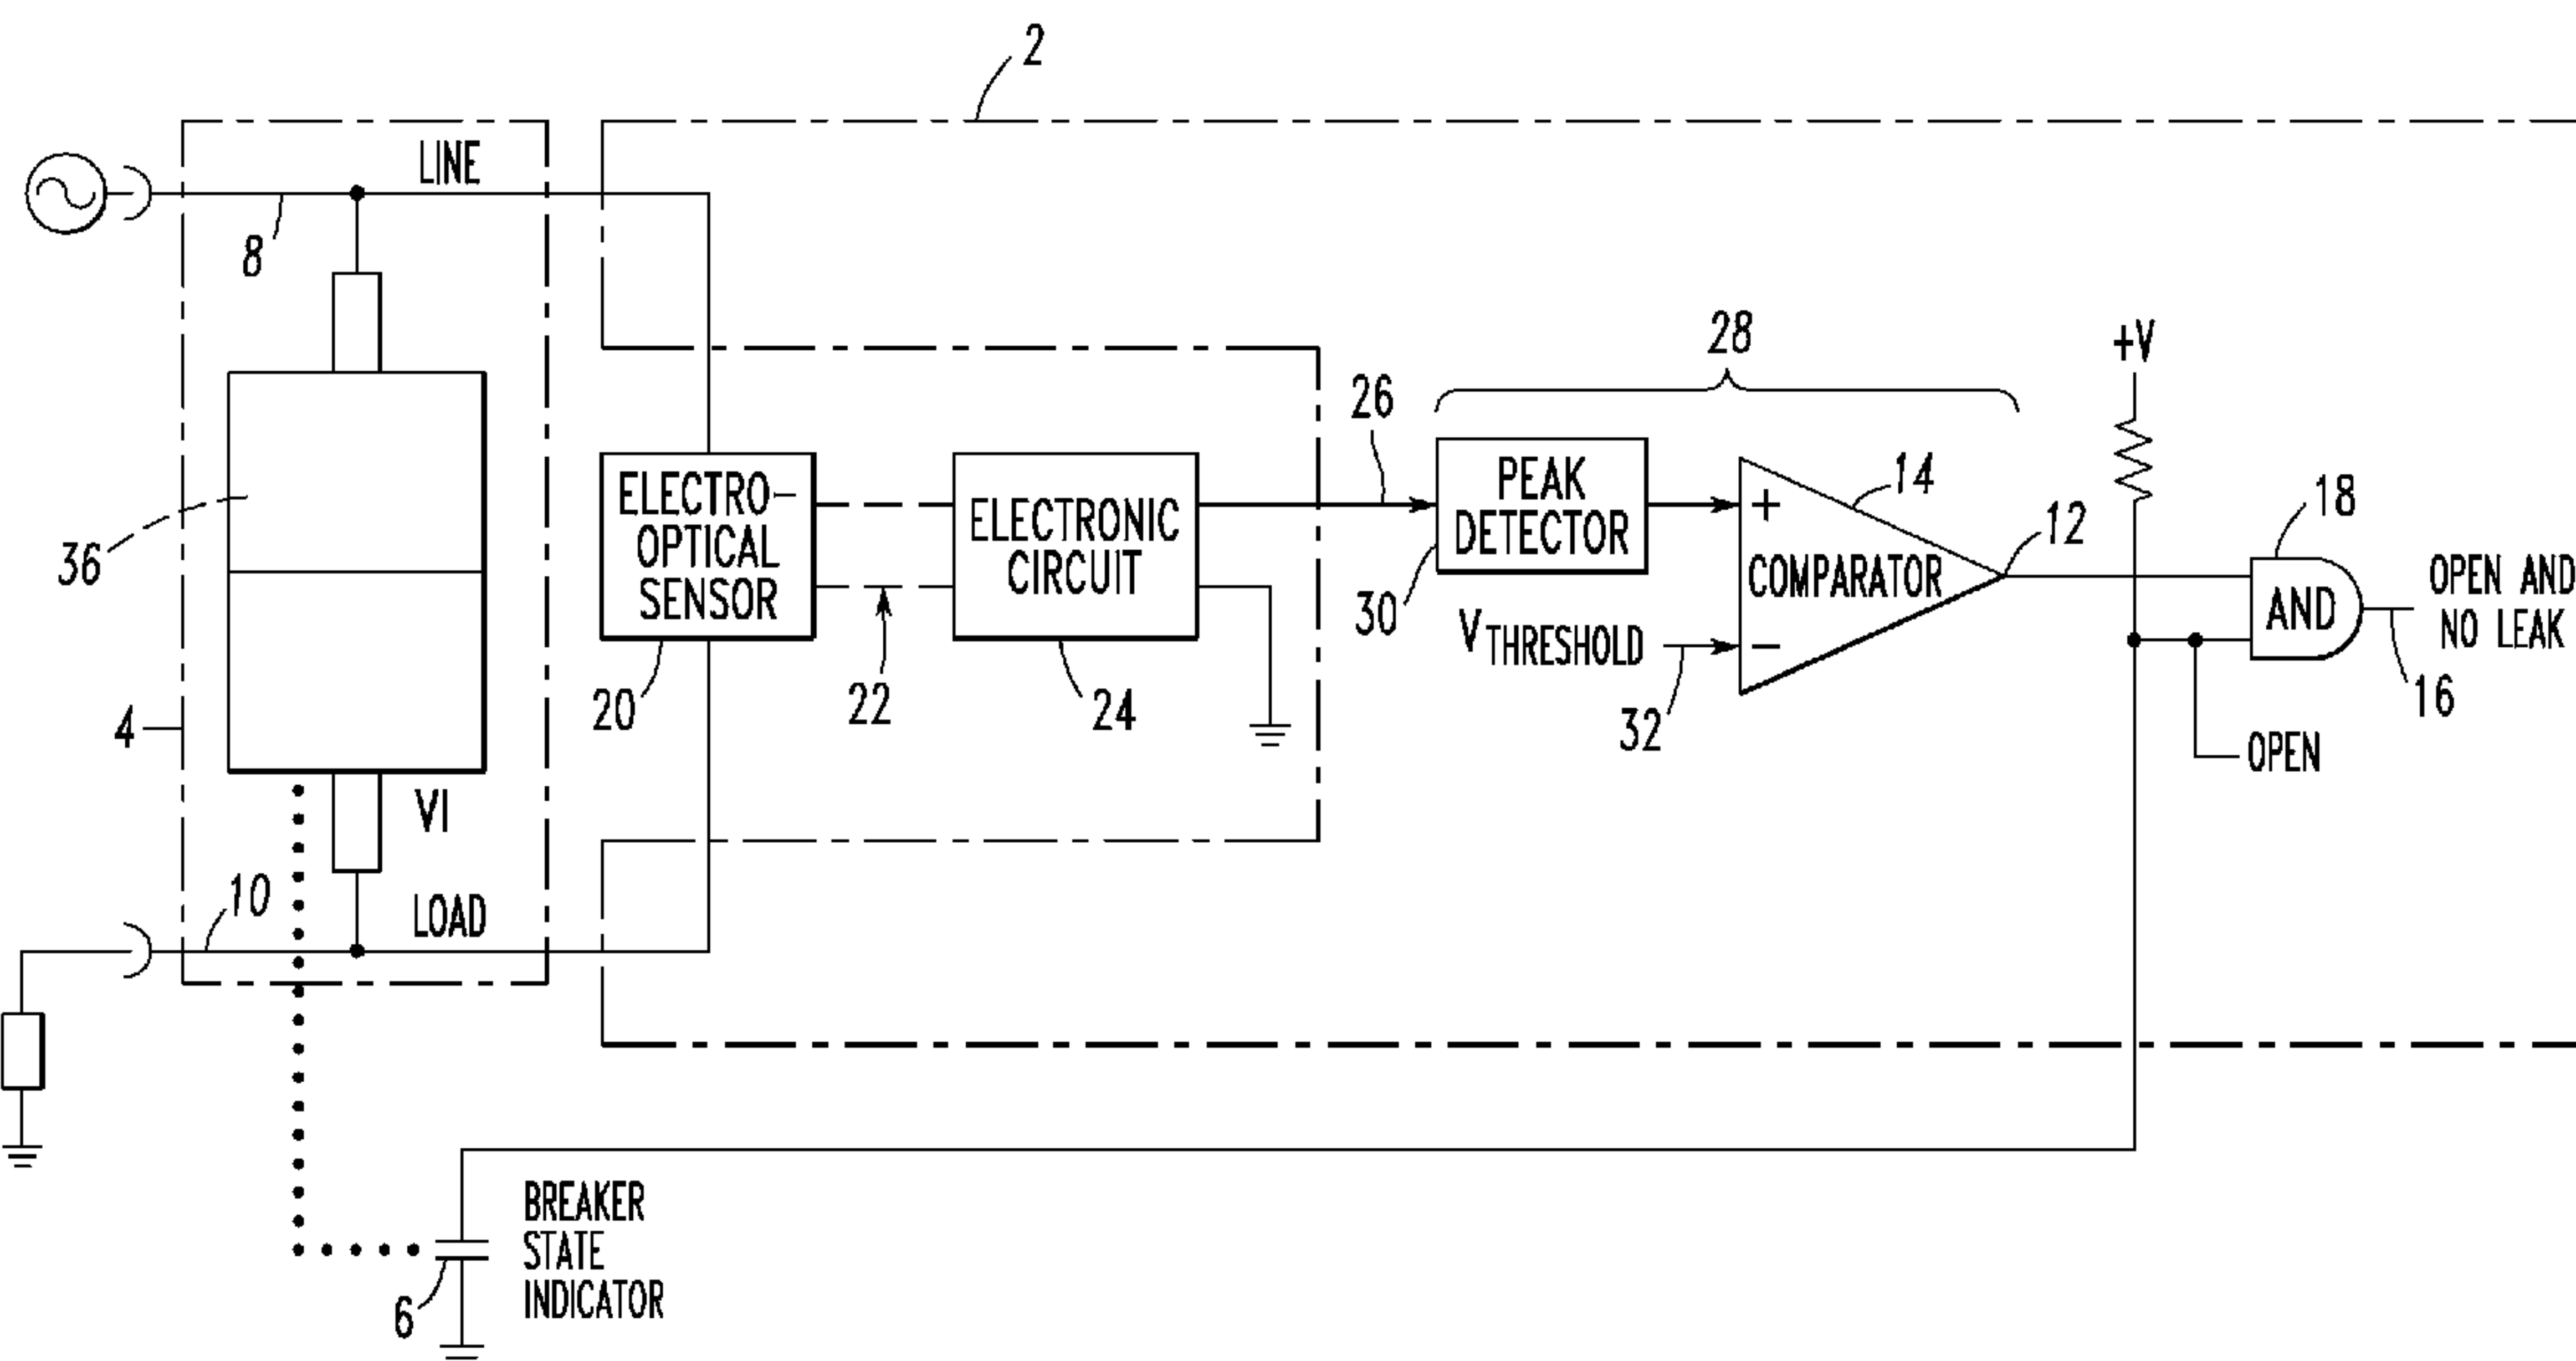 2
LINE
8
36
4
VI
10
LOAD
ELECTRO-
OPTICAL
SENSOR
20
22
ELECTRONIC
CIRCUIT
24
26
28
PEAK
DETECTOR
30
VTHRESHOLD
32
+
COMPARATOR
−
14
12
+V
18
AND
OPEN AND
NO LEAK
16
OPEN
BREAKER
STATE
INDICATOR
6